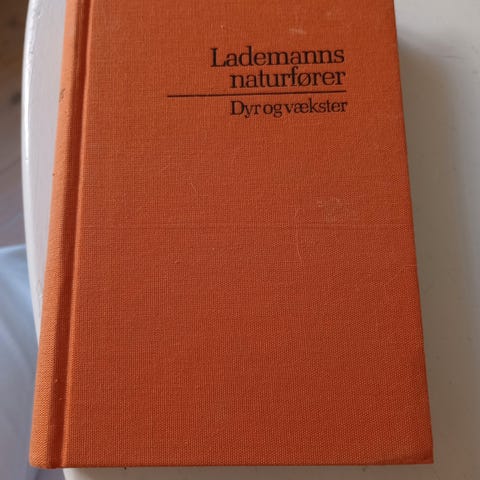 Lademanns
naturfører
Dyr og vækster